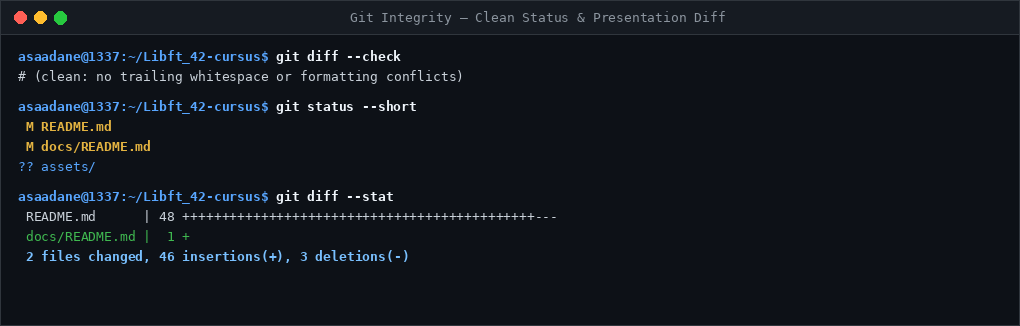 Git Integrity — Clean Status & Presentation Diff
asaadane@1337:~/Libft_42-cursus$ git diff --check
# (clean: no trailing whitespace or formatting conflicts)
asaadane@1337:~/Libft_42-cursus$ git status --short
 M README.md
 M docs/README.md
?? assets/
asaadane@1337:~/Libft_42-cursus$ git diff --stat
 README.md      | 48 +++++++++++++++++++++++++++++++++++++++++++++---
 docs/README.md |  1 +
 2 files changed, 46 insertions(+), 3 deletions(-)